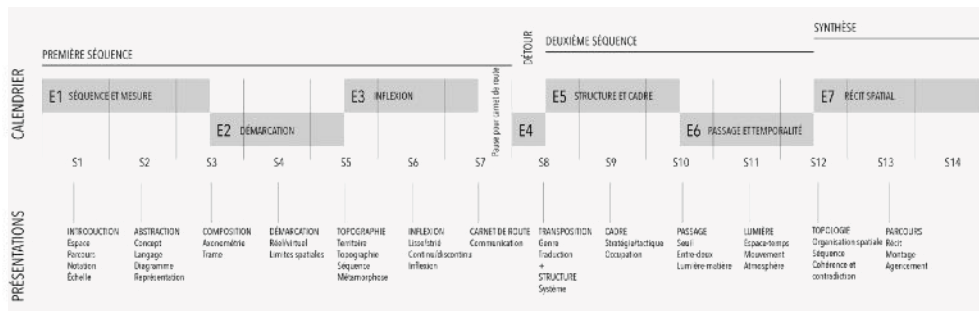 SYNTHÈSE
DEUXIÈME SÉQUENCE
DÉTOUR
PREMIÈRE SÉQUENCE
CALENDRIER
E1 SÉQUENCE ET MESURE
E2 DÉMARCATION
E3 INFLEXION
Pause pour carnet de route
E4
E5 STRUCTURE ET CADRE
E6 PASSAGE ET TEMPORALITÉ
E7 RÉCIT SPATIAL
S1 S2 S3 S4 S5 S6 S7 S8 S9 S10 S11 S12 S13 S14
PRÉSENTATIONS
INTRODUCTION
Espace
Parcours
Notation
Échelle
ABSTRACTION
Concept
Langage
Diagramme
Représentation
COMPOSITION
Axonométrie
Trame
DÉMARCATION
Réel/virtuel
Limites spatiales
TOPOGRAPHIE
Territoire
Topographie
Séquence
Métamorphose
INFLEXION
Lisse/strié
Continu/discontinu
Inflexion
CARNET DE ROUTE
Communication
TRANSPOSITION
Genre
Traduction
+
STRUCTURE
Système
CADRE
Stratégie/tactique
Occupation
PASSAGE
Seuil
Entre-deux
Lumière-matière
LUMIÈRE
Espace-temps
Mouvement
Atmosphère
TOPOLOGIE
Organisation spatiale
Séquence
Cohérence et
contradiction
PARCOURS
Récit
Montage
Agencement